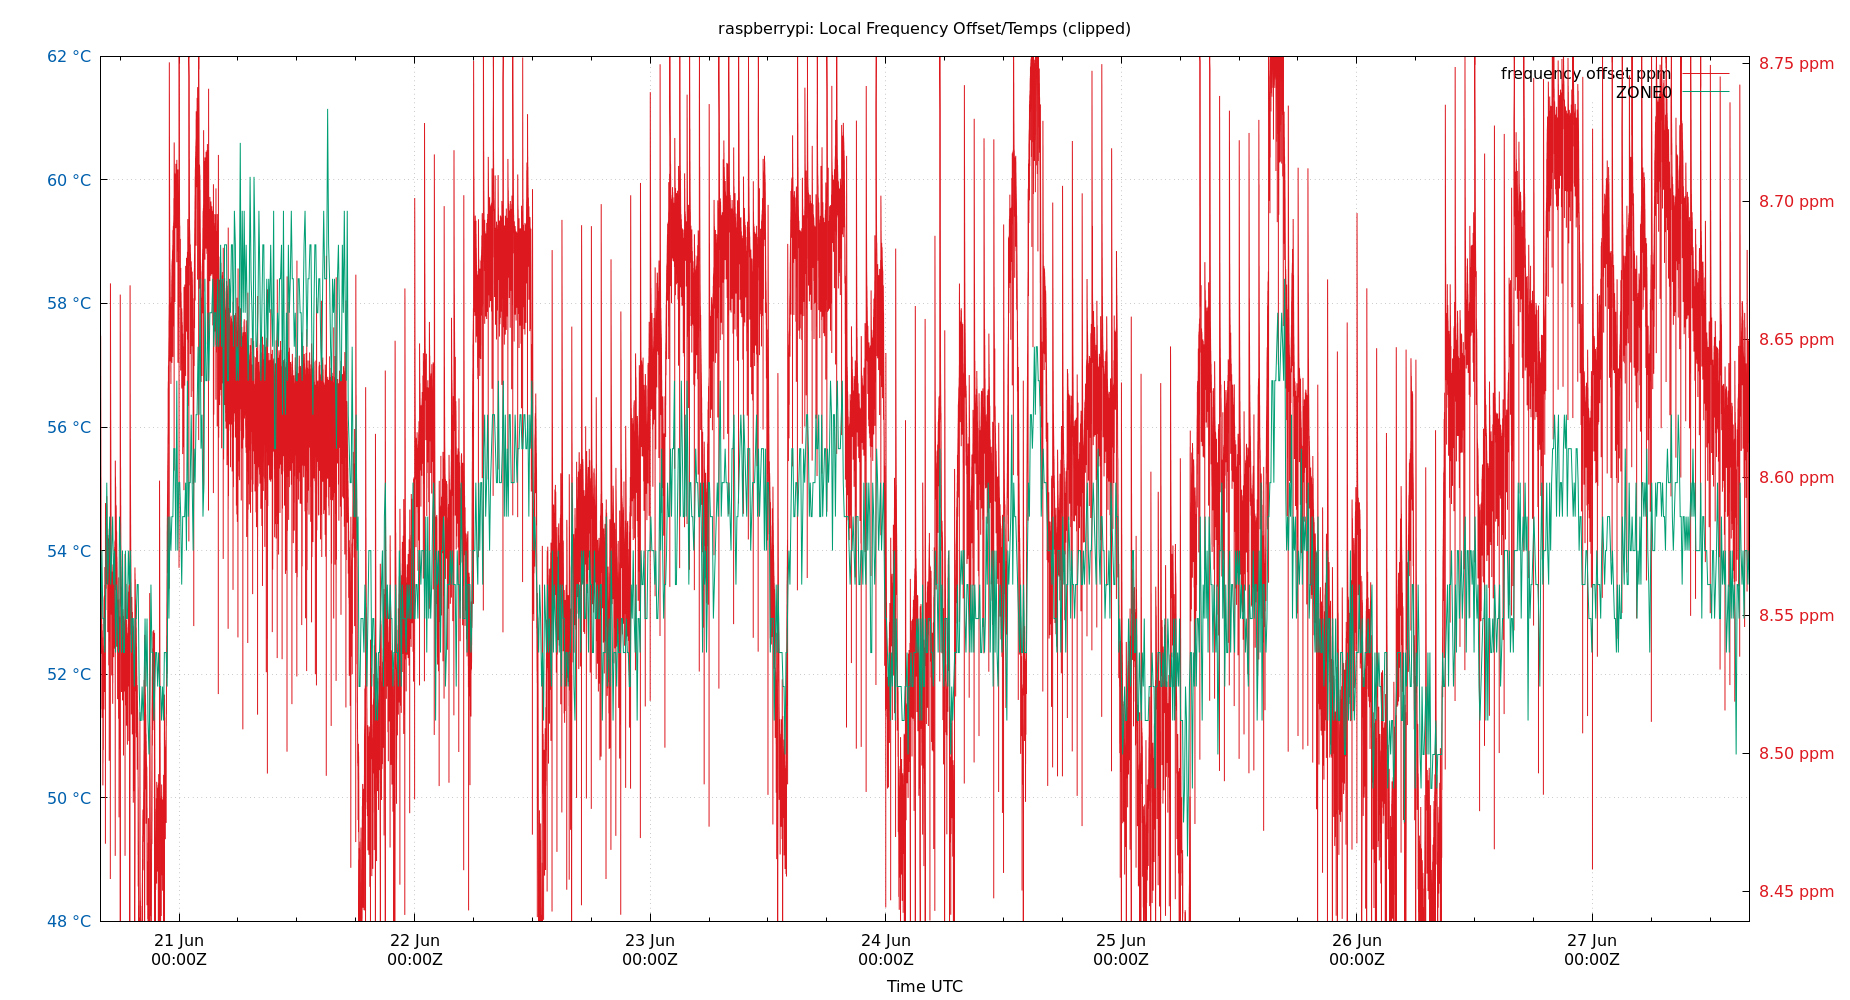 raspberrypi: Local Frequency Offset/Temps (clipped)
62 °C
60 °C
58 °C
56 °C
54 °C
52 °C
50 °C
48 °C
8.75 ppm
8.70 ppm
8.65 ppm
8.60 ppm
8.55 ppm
8.50 ppm
8.45 ppm
frequency offset ppm
ZONE0
21 Jun 22 Jun 23 Jun 24 Jun 25 Jun 26 Jun 27 Jun
00:00Z 00:00Z 00:00Z 00:00Z 00:00Z 00:00Z 00:00Z
Time UTC